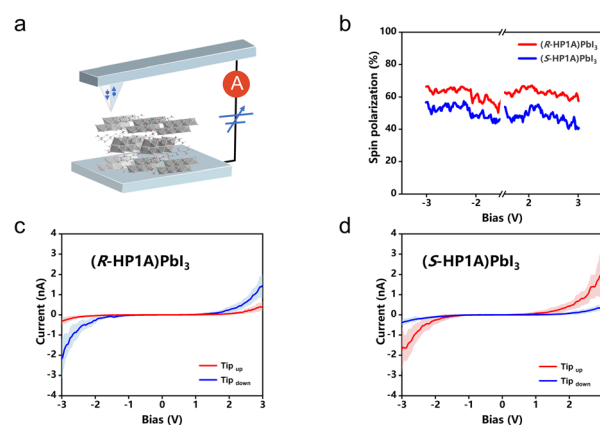 a
A
b
Spin polarization (%)
100
80
60
40
20
0
(R-HP1A)PbI₃
(S-HP1A)PbI₃
-3 -2 2 3
Bias (V)
c
(R-HP1A)PbI₃
Current (nA)
4
3
2
1
0
-1
-2
-3
-4
Tip up
Tip down
-3 -2 -1 0 1 2 3
Bias (V)
d
(S-HP1A)PbI₃
Current (nA)
4
3
2
1
0
-1
-2
-3
-4
Tip up
Tip down
-3 -2 -1 0 1 2 3
Bias (V)